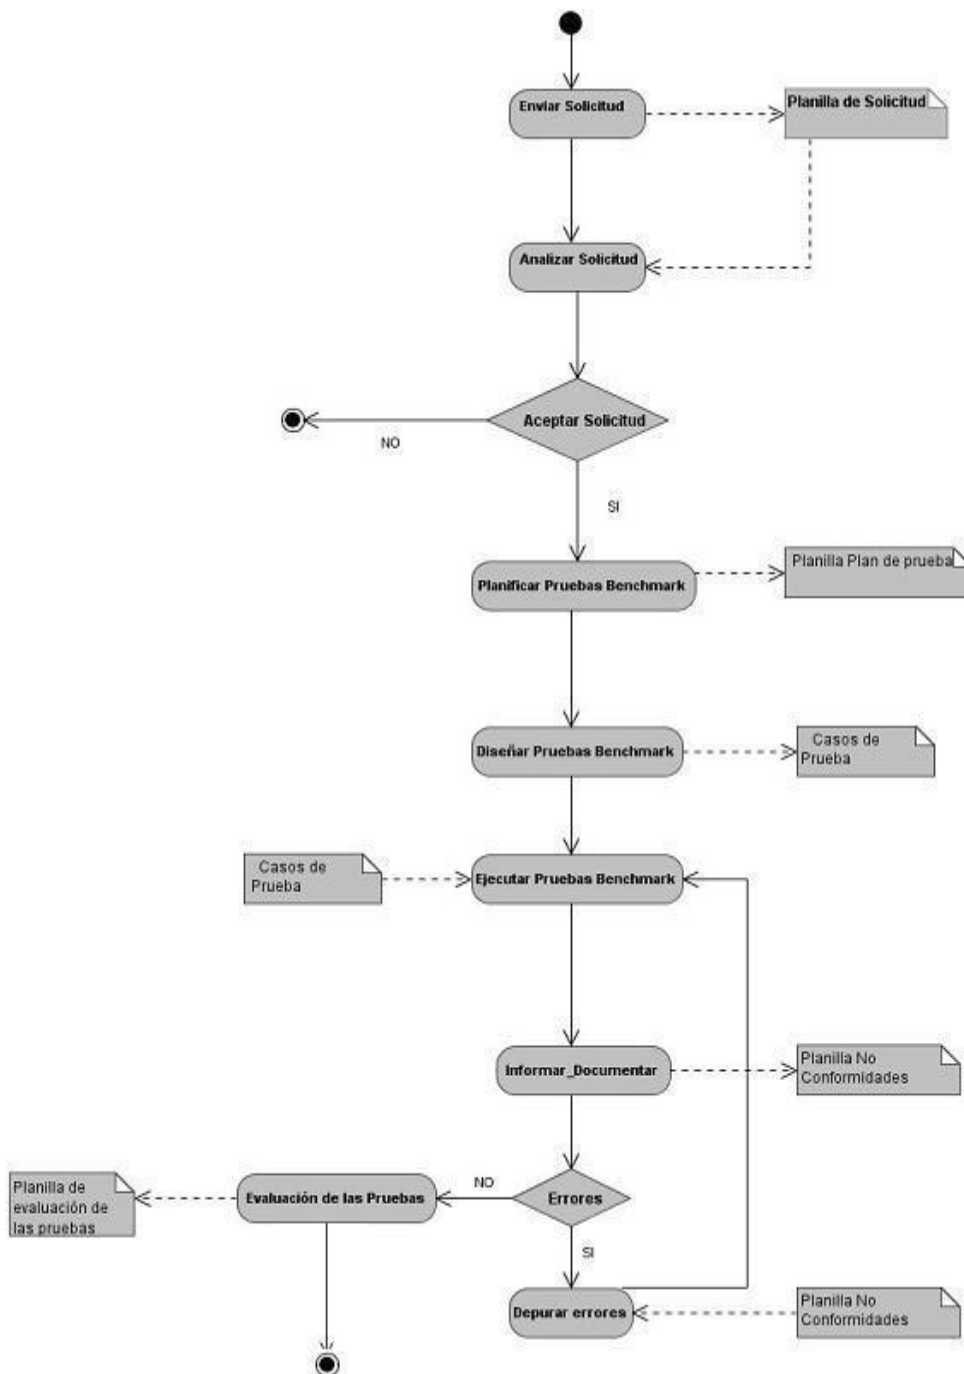 Enviar Solicitud
Planilla de Solicitud
Analizar Solicitud
Aceptar Solicitud
NO
SI
Planificar Pruebas Benchmark
Planilla Plan de prueba
Diseñar Pruebas Benchmark
Casos de
Prueba
Casos de
Prueba
Ejecutar Pruebas Benchmark
Informar_Documentar
Planilla No
Conformidades
Planilla de
evaluación de
las pruebas
Evaluación de las Pruebas
NO
Errores
SI
Depurar errores
Planilla No
Conformidades